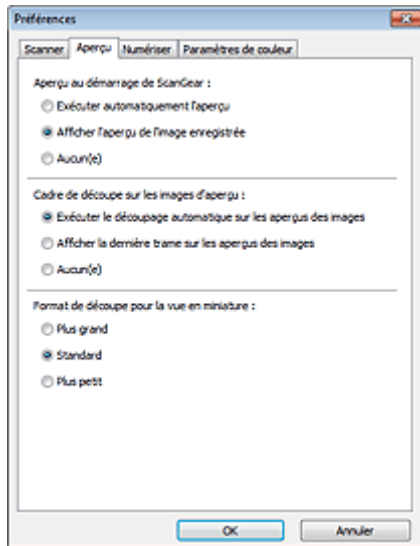 Préférences
Scanner Aperçu Numériser Paramètres de couleur
Aperçu au démarrage de ScanGear :
Exécuter automatiquement l'aperçu
Afficher l'aperçu de l'image enregistrée
Aucun(e)
Cadre de découpe sur les images d'aperçu :
Exécuter le découpage automatique sur les aperçus des images
Afficher la dernière trame sur les aperçus des images
Aucun(e)
Format de découpe pour la vue en miniature :
Plus grand
Standard
Plus petit
OK Annuler